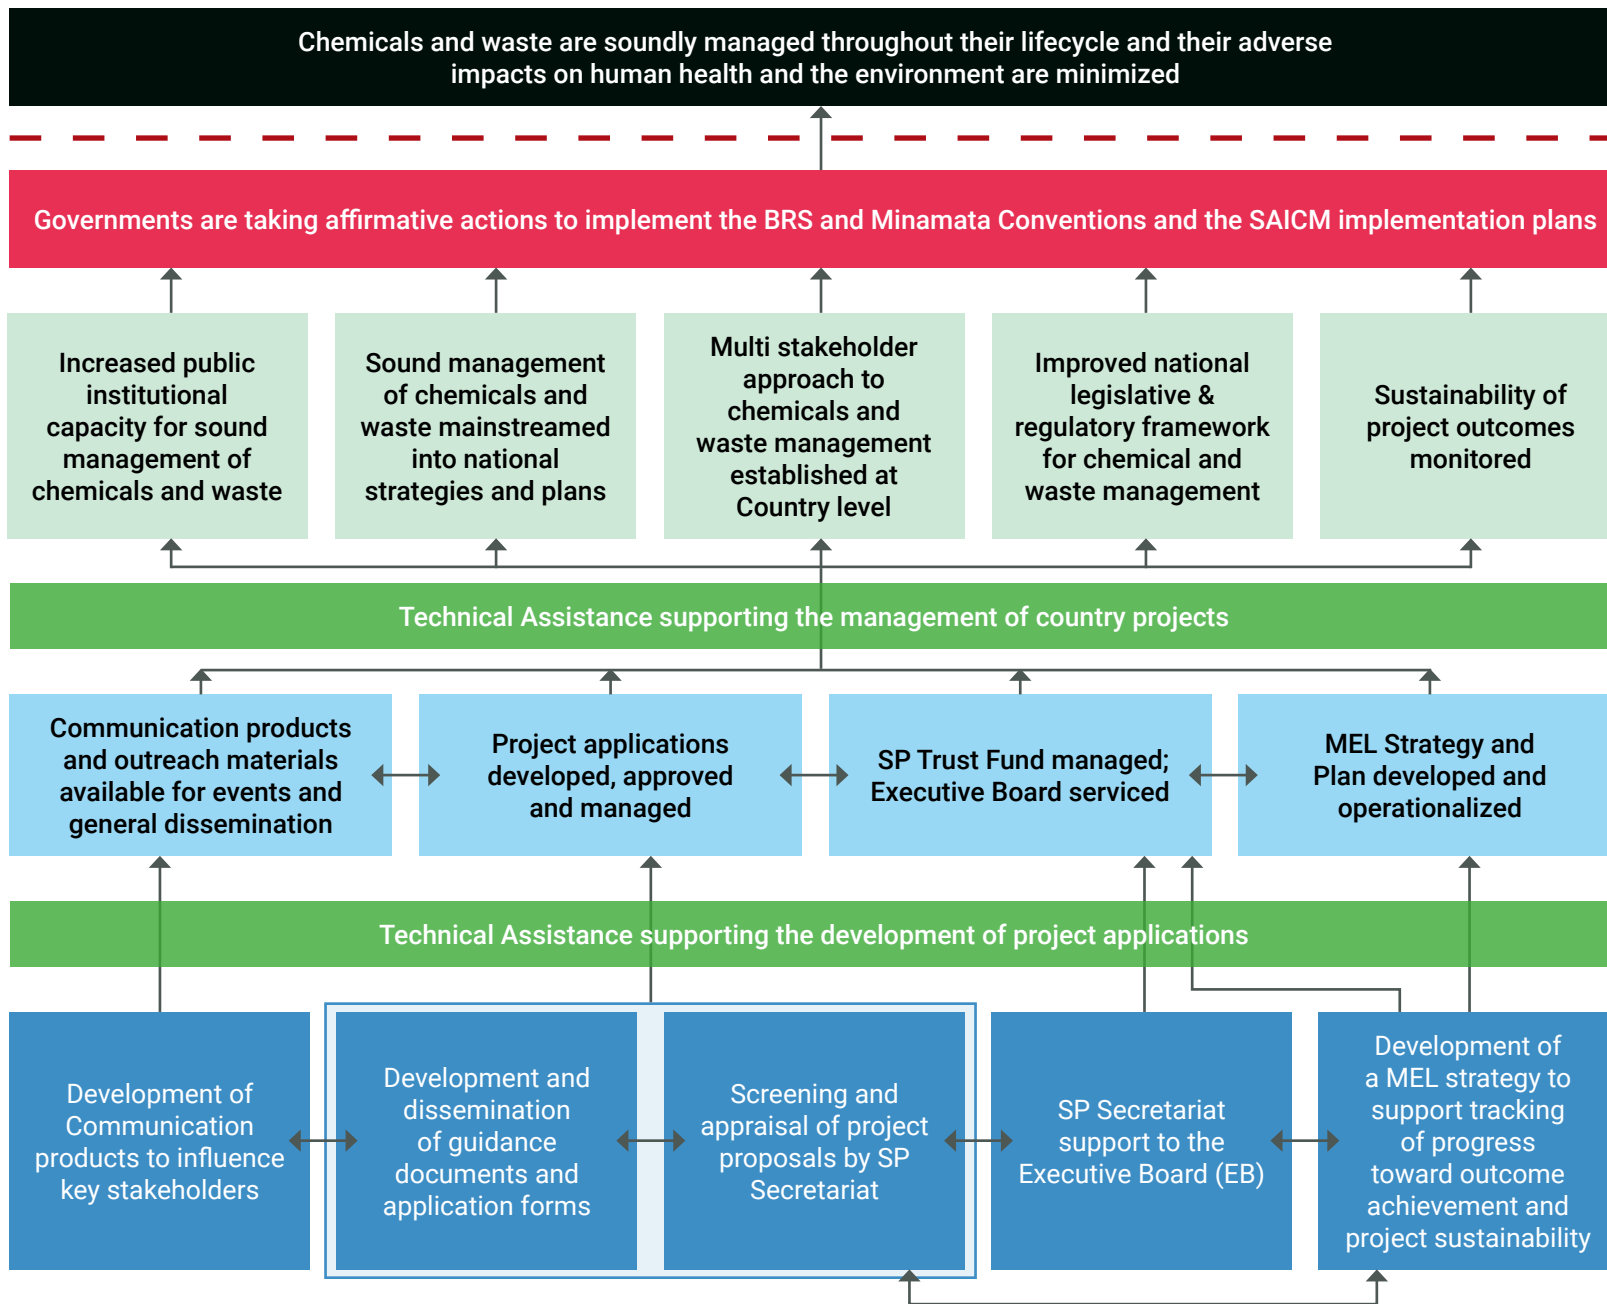 Chemicals and waste are soundly managed throughout their lifecycle and their adverse
impacts on human health and the environment are minimized
Governments are taking affirmative actions to implement the BRS and Minamata Conventions and the SAICM implementation plans
Increased public
institutional
capacity for sound
management of
chemicals and waste
Sound management
of chemicals and
waste mainstreamed
into national
strategies and plans
Multi stakeholder
approach to
chemicals and
waste management
established at
Country level
Improved national
legislative &
regulatory framework
for chemical and
waste management
Sustainability of
project outcomes
monitored
Technical Assistance supporting the management of country projects
Communication products
and outreach materials
available for events and
general dissemination
Project applications
developed, approved
and managed
SP Trust Fund managed;
Executive Board serviced
MEL Strategy and
Plan developed and
operationalized
Technical Assistance supporting the development of project applications
Development of
Communication
products to influence
key stakeholders
Development and
dissemination
of guidance
documents and
application forms
Screening and
appraisal of project
proposals by SP
Secretariat
SP Secretariat
support to the
Executive Board (EB)
Development of
a MEL strategy to
support tracking
of progress
toward outcome
achievement and
project sustainability